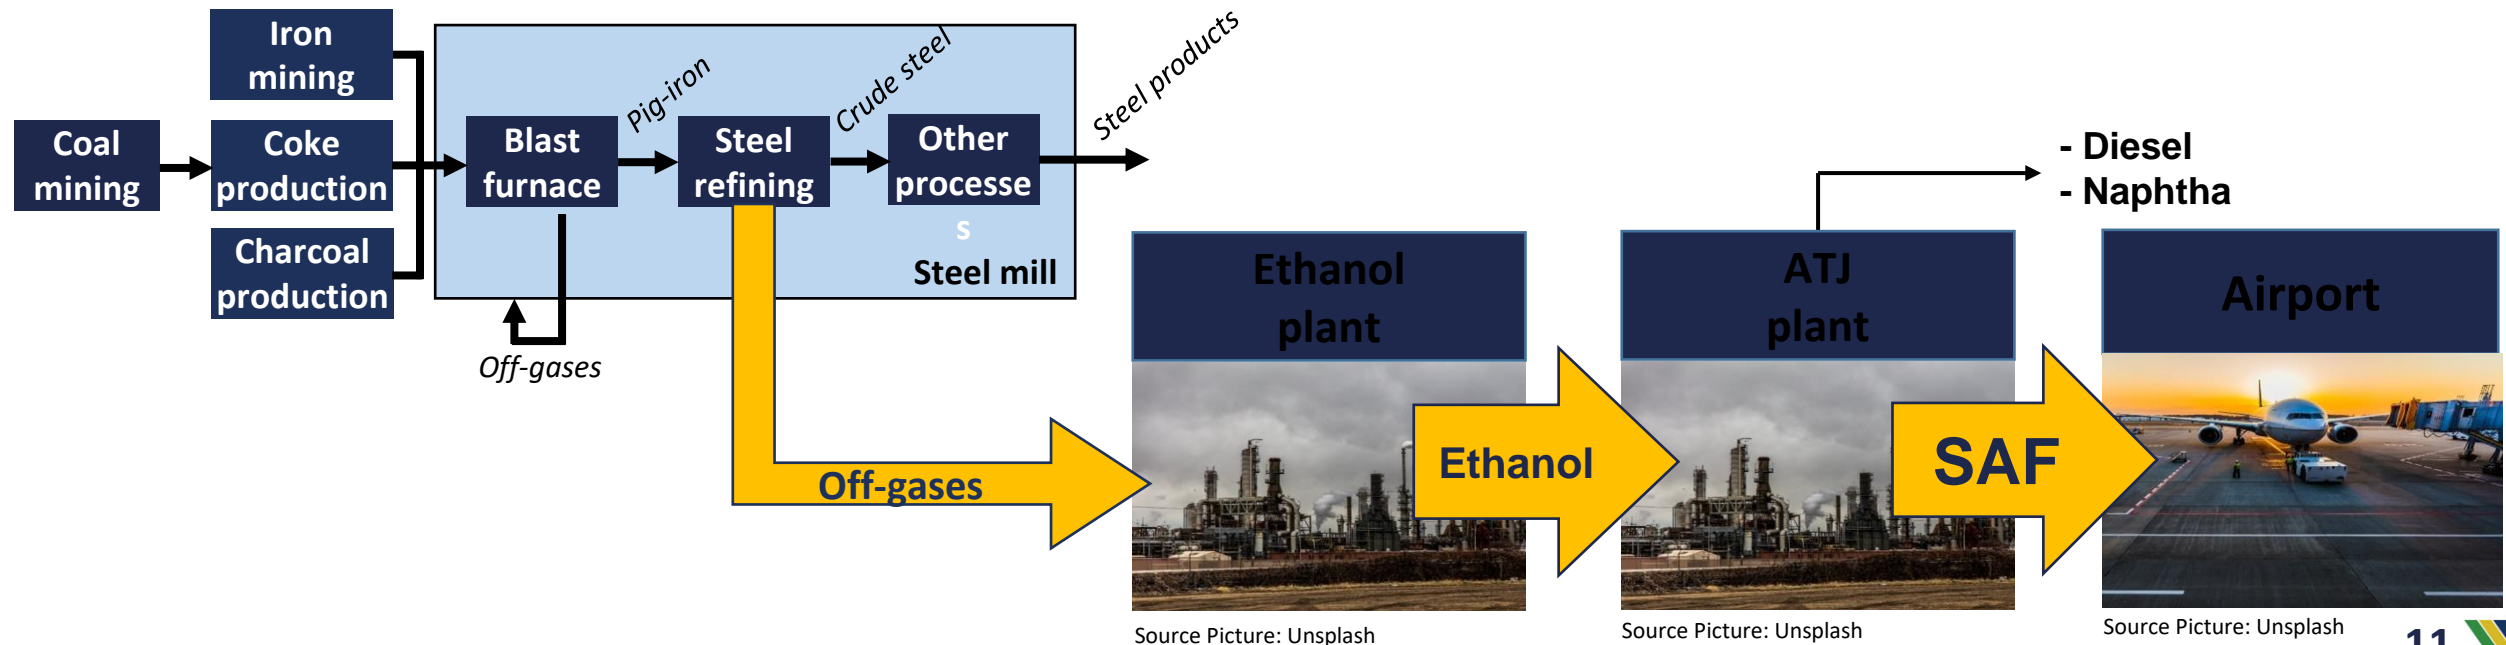 Iron
mining
Coal
mining
Coke
production
Charcoal
production
Blast
furnace
Pig-iron
Steel
refining
Crude steel
Other
processe
s
Steel products
Steel mill
Off-gases
Off-gases
Ethanol
plant
Ethanol
ATJ
plant
- Diesel
- Naphtha
SAF
Airport
Source Picture: Unsplash
Source Picture: Unsplash
Source Picture: Unsplash
11